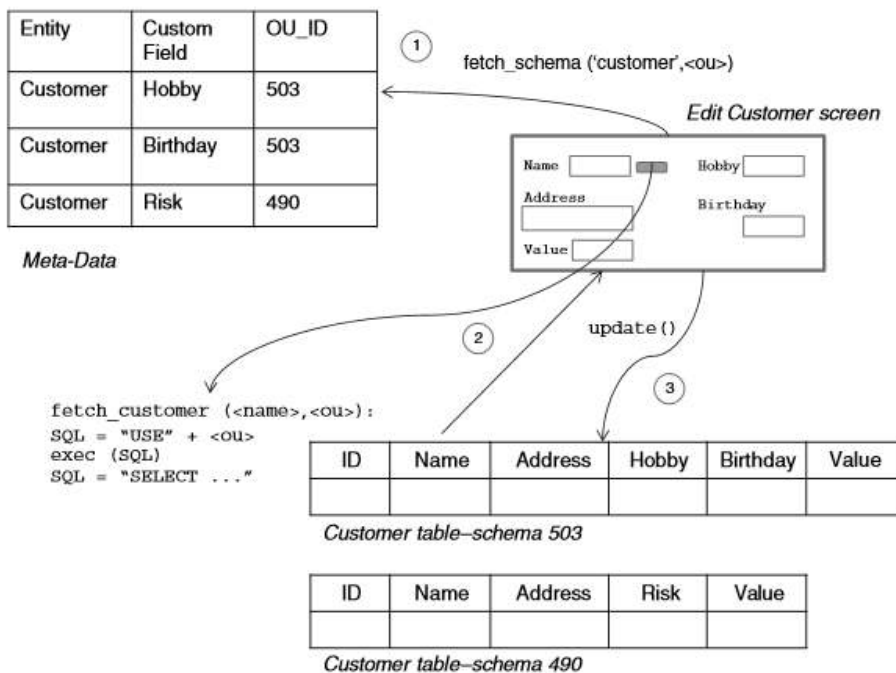 Entity Custom Field OU_ID
Customer Hobby 503
Customer Birthday 503
Customer Risk 490
Meta-Data
1
fetch_schema (‘customer’,<ou>)
Edit Customer screen
Name
Hobby
Address
Birthday
Value
2
update()
3
fetch_customer (<name>,<ou>):
SQL = “USE” + <ou>
exec (SQL)
SQL = “SELECT ...”
ID Name Address Hobby Birthday Value
Customer table–schema 503
ID Name Address Risk Value
Customer table–schema 490